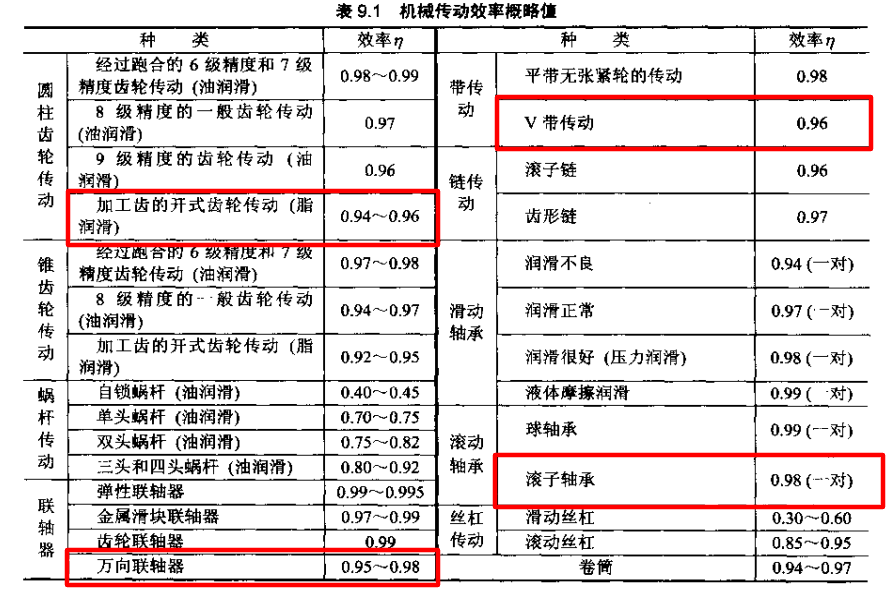 表 9.1 机械传动效率概略值
种 类 效率η 种 类 效率η
圆柱齿轮传动
经过跑合的 6 级精度和 7 级
精度齿轮传动 (油润滑)
0.98～0.99
8 级精度的一般齿轮传动
(油润滑)
0.97
9 级精度的齿轮传动 (油
润滑)
0.96
加工齿的开式齿轮传动 (脂
润滑)
0.94～0.96
锥齿轮传动
经过跑合的 6 级精度和 7 级
精度齿轮传动 (油润滑)
0.97～0.98
8 级精度的一般齿轮传动
(油润滑)
0.94～0.97
加工齿的开式齿轮传动 (脂
润滑)
0.92～0.95
蜗杆传动
自锁蜗杆 (油润滑) 0.40～0.45
单头蜗杆 (油润滑) 0.70～0.75
双头蜗杆 (油润滑) 0.75～0.82
三头和四头蜗杆 (油润滑) 0.80～0.92
联轴器
弹性联轴器 0.99～0.995
金属滑块联轴器 0.97～0.99
齿轮联轴器 0.99
万向联轴器 0.95～0.98
带传动
平带无张紧轮的传动 0.98
V 带传动 0.96
链传动
滚子链 0.96
齿形链 0.97
滑动轴承
润滑不良 0.94 (一对)
润滑正常 0.97 (一对)
润滑很好 (压力润滑) 0.98 (一对)
液体摩擦润滑 0.99 (一对)
滚动轴承
球轴承 0.99 (一对)
滚子轴承 0.98 (一对)
丝杠传动
滑动丝杠 0.30～0.60
滚动丝杠 0.85～0.95
卷筒 0.94～0.97